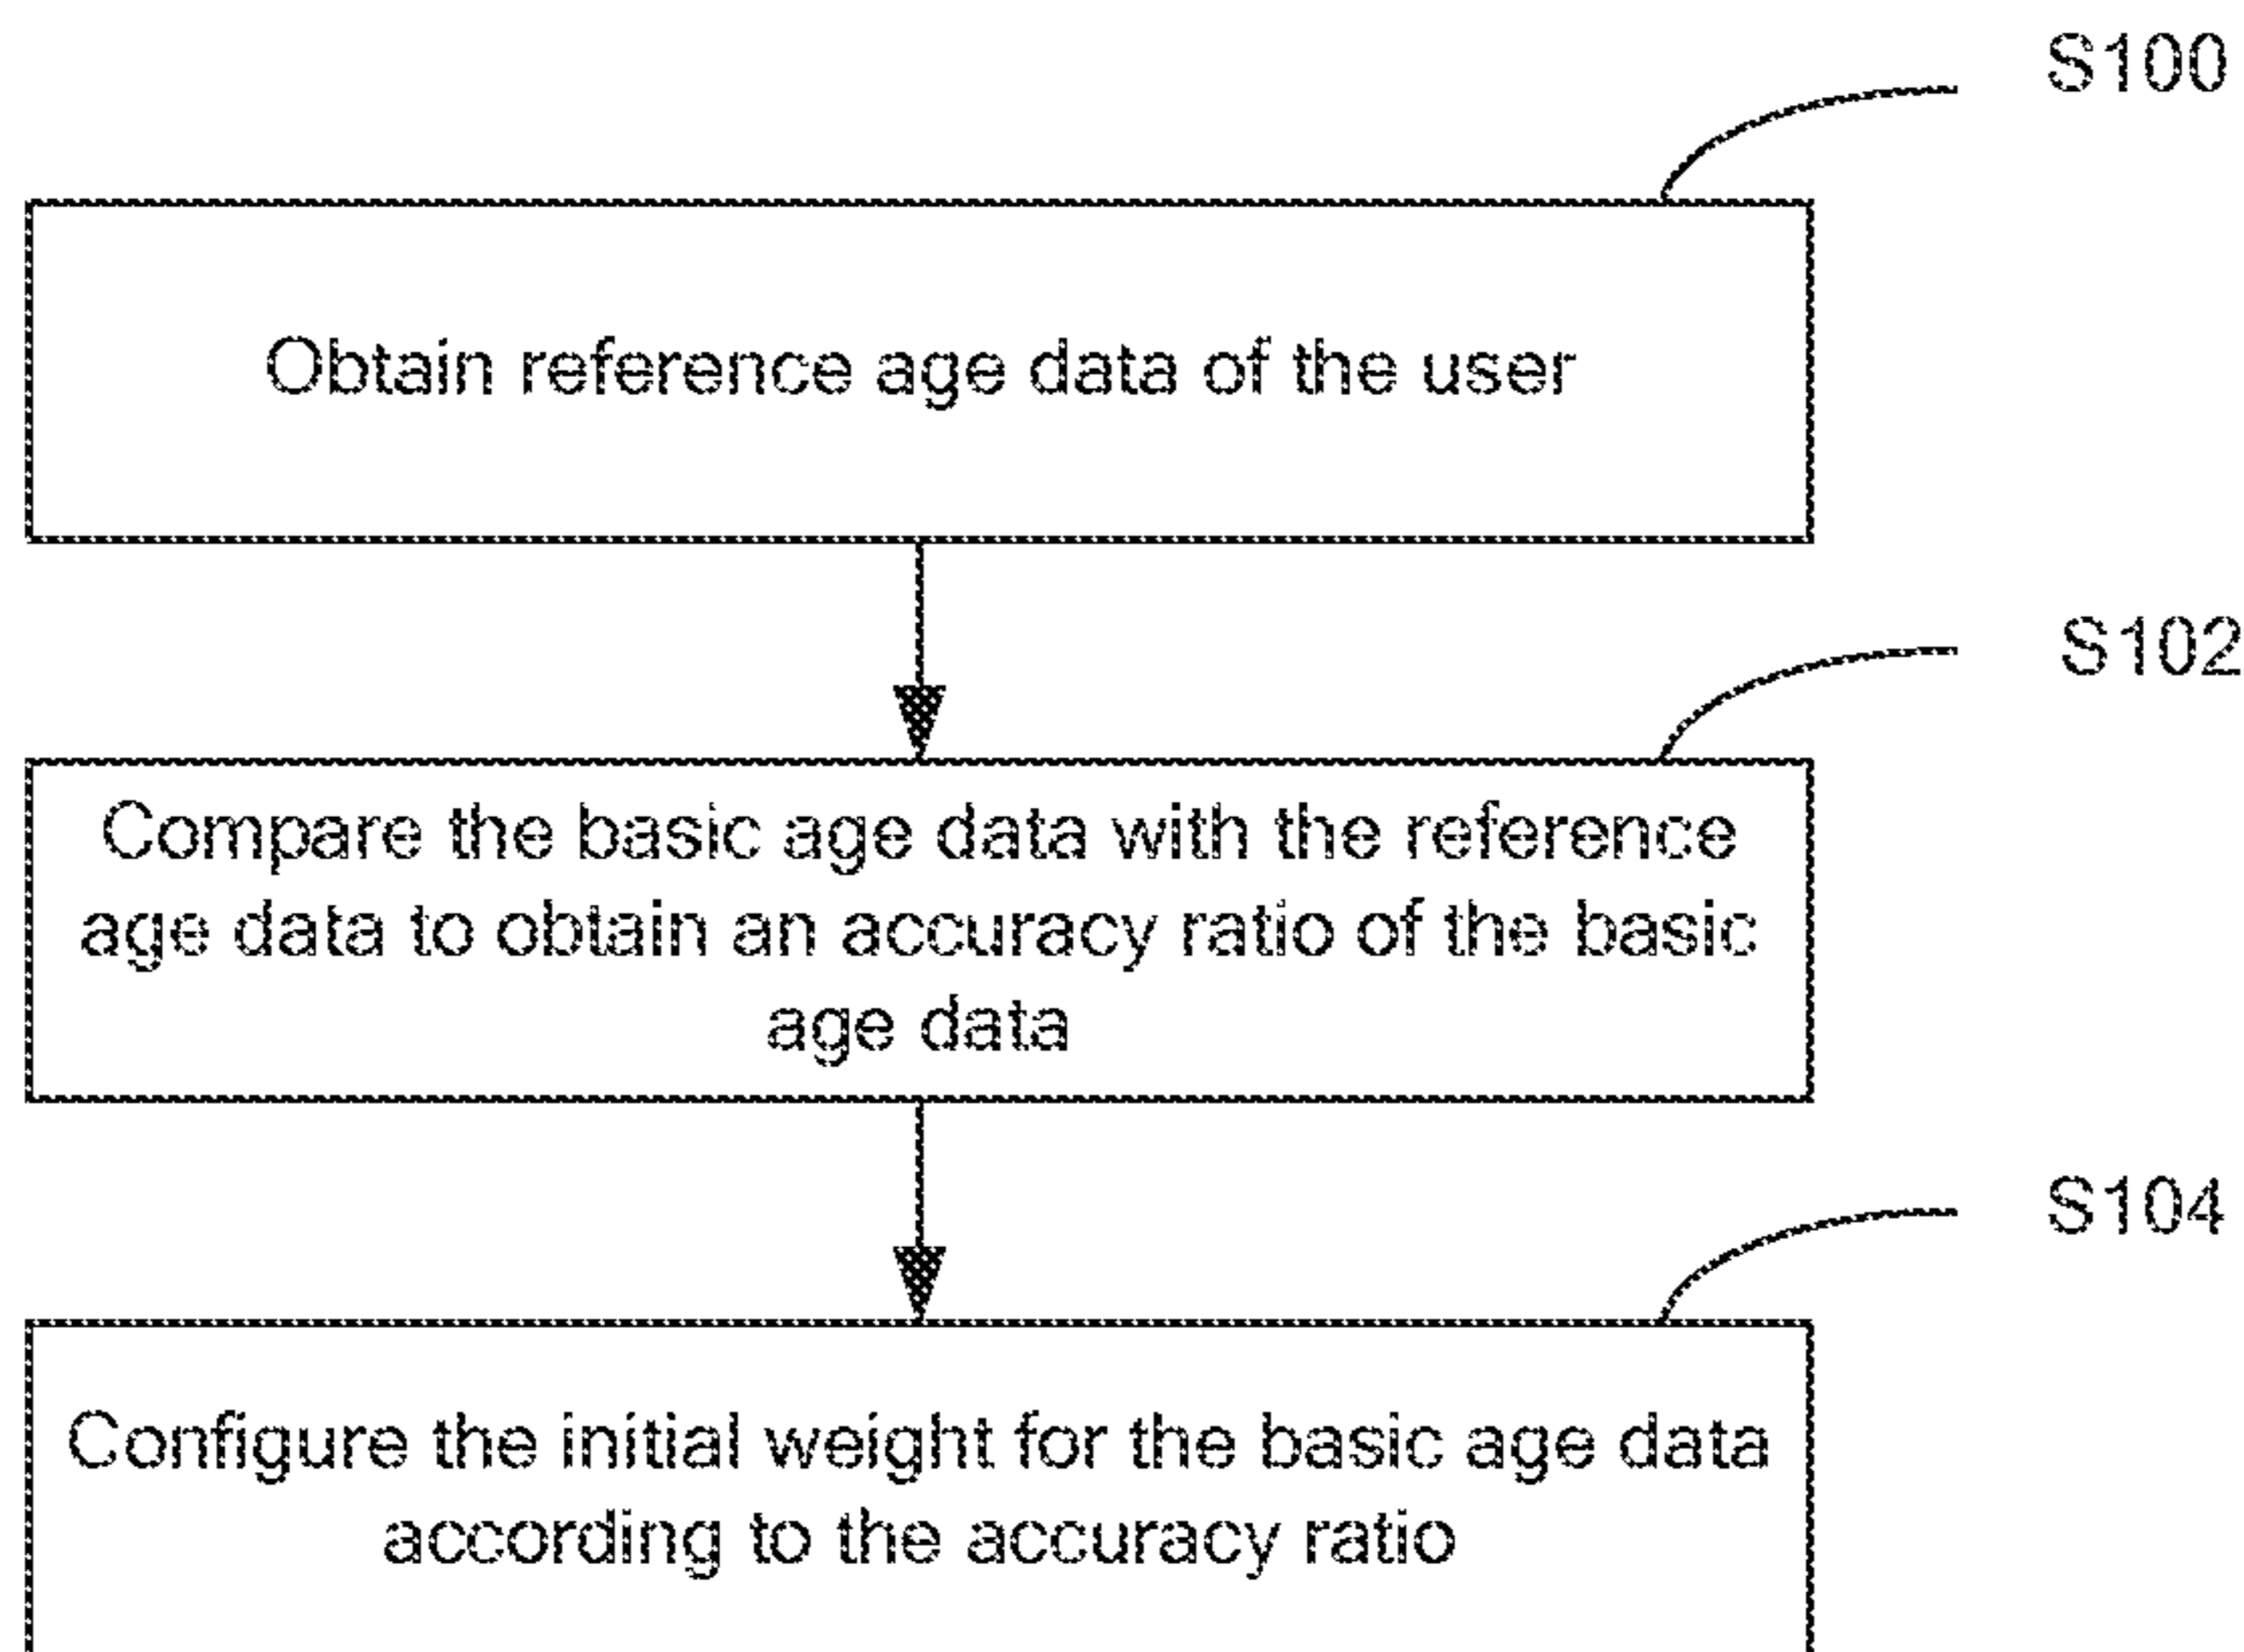 S100
Obtain reference age data of the user
S102
Compare the basic age data with the reference
age data to obtain an accuracy ratio of the basic
age data
S104
Configure the initial weight for the basic age data
according to the accuracy ratio